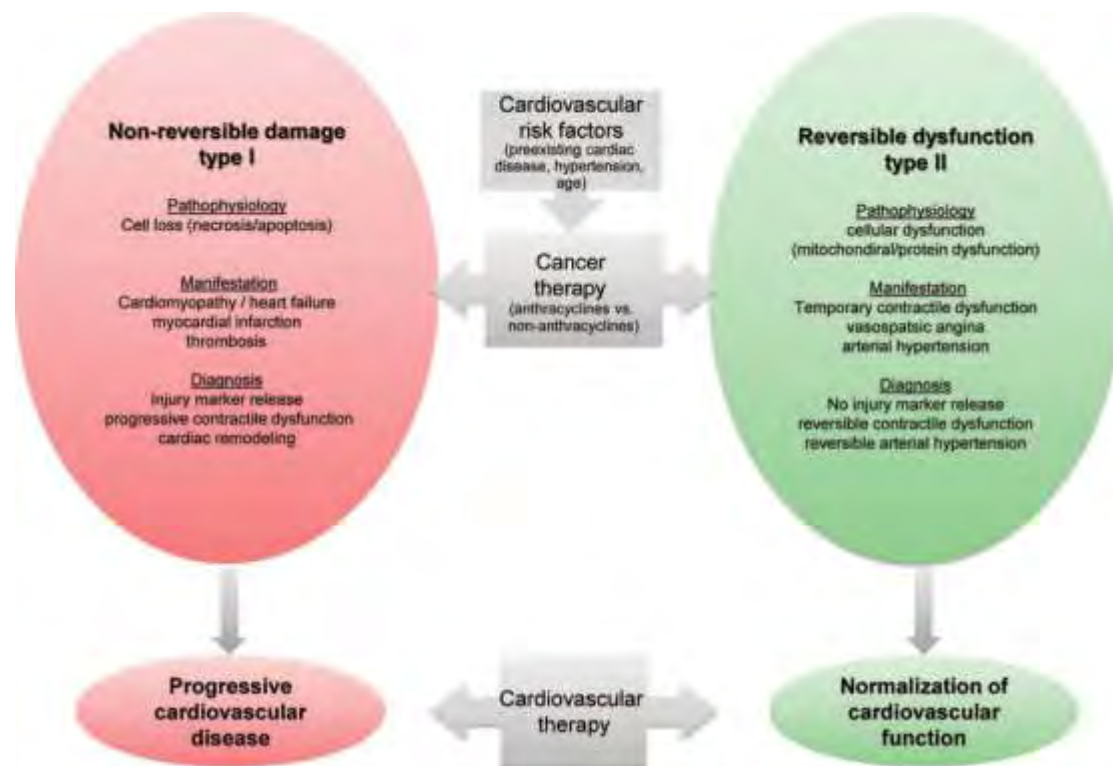 Non-reversible damage
type I
Pathophysiology
Cell loss (necrosis/apoptosis)
Manifestation
Cardiomyopathy / heart failure
myocardial infarction
thrombosis
Diagnosis
Injury marker release
progressive contractile dysfunction
cardiac remodeling
Cardiovascular
risk factors
(preexisting cardiac
disease, hypertension,
age)
Cancer
therapy
(anthracyclines vs.
non-anthracyclines)
Reversible dysfunction
type II
Pathophysiology
cellular dysfunction
(mitochondiral/protein dysfunction)
Manifestation
Temporary contractile dysfunction
vasospatsic angina
arterial hypertension
Diagnosis
No injury marker release
reversible contractile dysfunction
reversible arterial hypertension
Progressive
cardiovascular
disease
Cardiovascular
therapy
Normalization of
cardiovascular
function